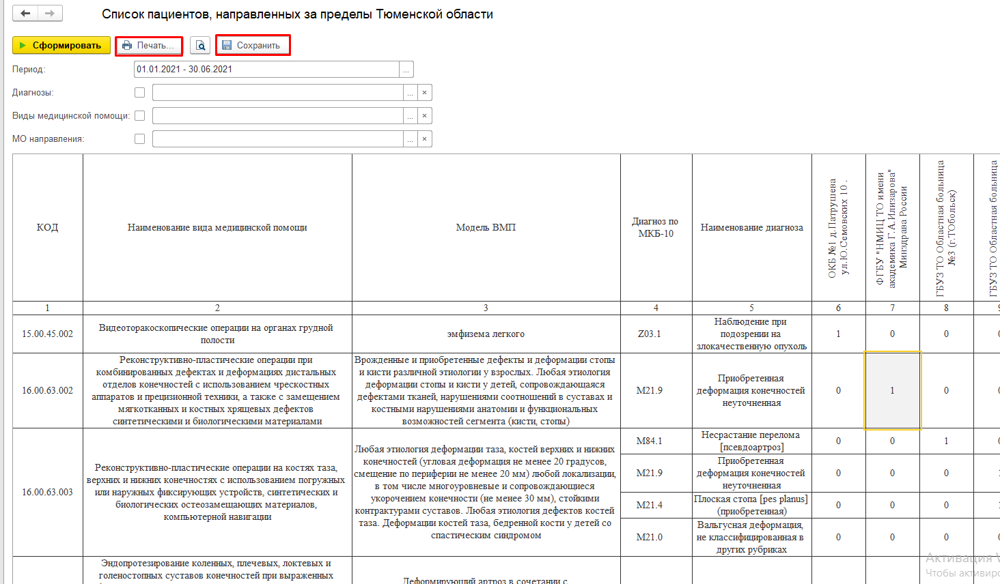 Список пациентов, направленных за пределы Тюменской области
Сформировать
Печать...
Сохранить
Период:
01.01.2021 - 30.06.2021
...
Диагнозы:
... ×
Виды медицинской помощи:
... ×
МО направления:
... ×
КОД
Наименование вида медицинской помощи
Модель ВМП
Диагноз по
МКБ-10
Наименование диагноза
ОКБ №1 д.Патрушева
ул.Ю.Семовских 10 .
ФГБУ "НМИЦ ТО имени
академика Г.А.Илизарова"
Минздрава России
ГБУЗ ТО Областная больница
№3 (г.ТОбольск)
ГБУЗ ТО Областная больница
1 2 3 4 5 6 7 8 9
15.00.45.002
Видеоторакоскопические операции на органах грудной
полости
эмфизема легкого
Z03.1
Наблюдение при
подозрении на
злокачественную опухоль
1 0 0
16.00.63.002
Реконструктивно-пластические операции при
комбинированных дефектах и деформациях дистальных
отделов конечностей с использованием чрескостных
аппаратов и прецизионной техники, а также с замещением
мягкотканных и костных хрящевых дефектов
синтетическими и биологическими материалами
Врожденные и приобретенные дефекты и деформации стопы
и кисти различной этиологии у взрослых. Любая этиология
деформации стопы и кисти у детей, сопровождающаяся
дефектами тканей, нарушениями соотношений в суставах и
костными нарушениями анатомии и функциональных
возможностей сегмента (кисти, стопы)
M21.9
Приобретенная
деформация конечностей
неуточненная
0 1 0
16.00.63.003
Реконструктивно-пластические операции на костях таза,
верхних и нижних конечностях с использованием погружных
или наружных фиксирующих устройств, синтетических и
биологических остеозамещающих материалов,
компьютерной навигации
Любая этиология деформации таза, костей верхних и нижних
конечностей (угловая деформация не менее 20 градусов,
смещение по периферии не менее 20 мм) любой локализации,
в том числе многоуровневые и сопровождающиеся
укорочением конечности (не менее 30 мм), стойкими
контрактурами суставов. Любая этиология дефектов костей
таза. Деформации костей таза, бедренной кости у детей со
спастическим синдромом
M84.1
Несрастание перелома
[псевдоартроз]
0 0 1
M21.9
Приобретенная
деформация конечностей
неуточненная
0 0 0
M21.4
Плоская стопа [pes planus]
(приобретенная)
0 0 0
M21.0
Вальгусная деформация,
не классифицированная в
других рубриках
0 0 0
Эндопротезирование коленных, плечевых, локтевых и
голеностопных суставов конечностей при выраженных
Деформирующий артроз в сочетании с
Активация
Чтобы активиро